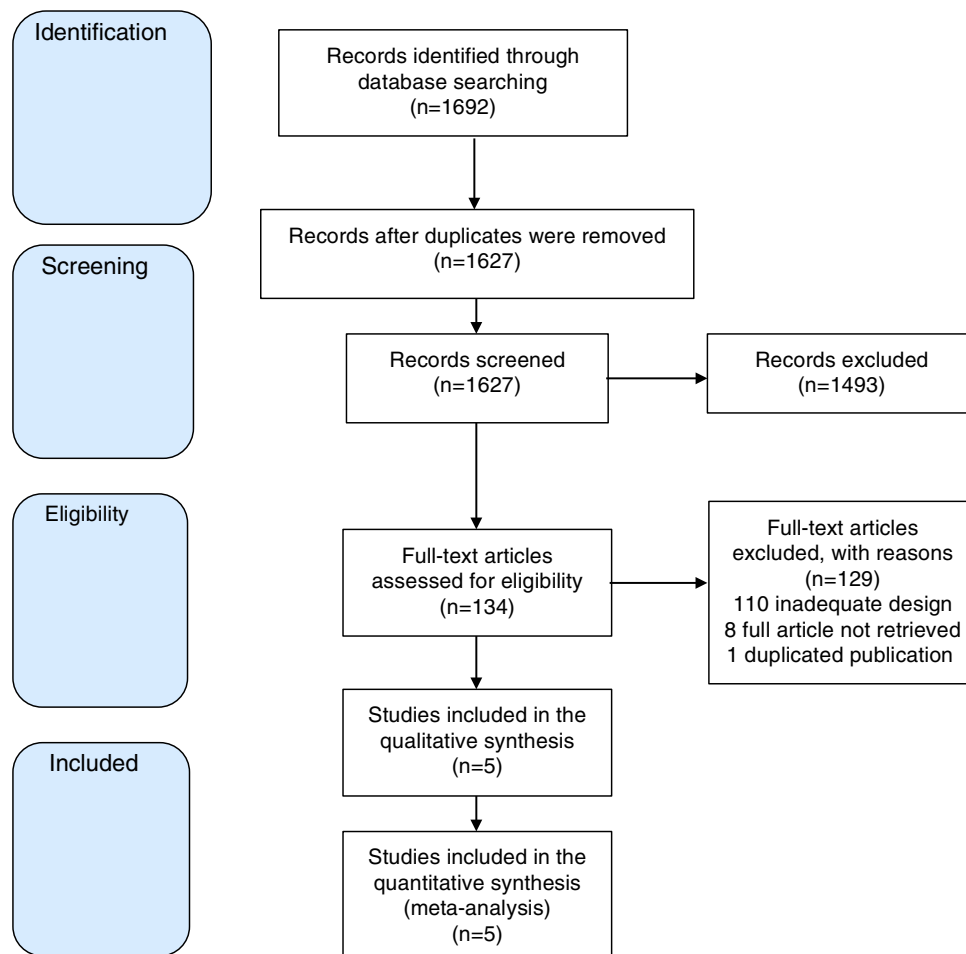 Identification
Records identified through
database searching
(n=1692)
Records after duplicates were removed
(n=1627)
Screening
Records screened
(n=1627)
Records excluded
(n=1493)
Eligibility
Full-text articles
assessed for eligibility
(n=134)
Full-text articles
excluded, with reasons
(n=129)
110 inadequate design
8 full article not retrieved
1 duplicated publication
Studies included in the
qualitative synthesis
(n=5)
Included
Studies included in the
quantitative synthesis
(meta-analysis)
(n=5)